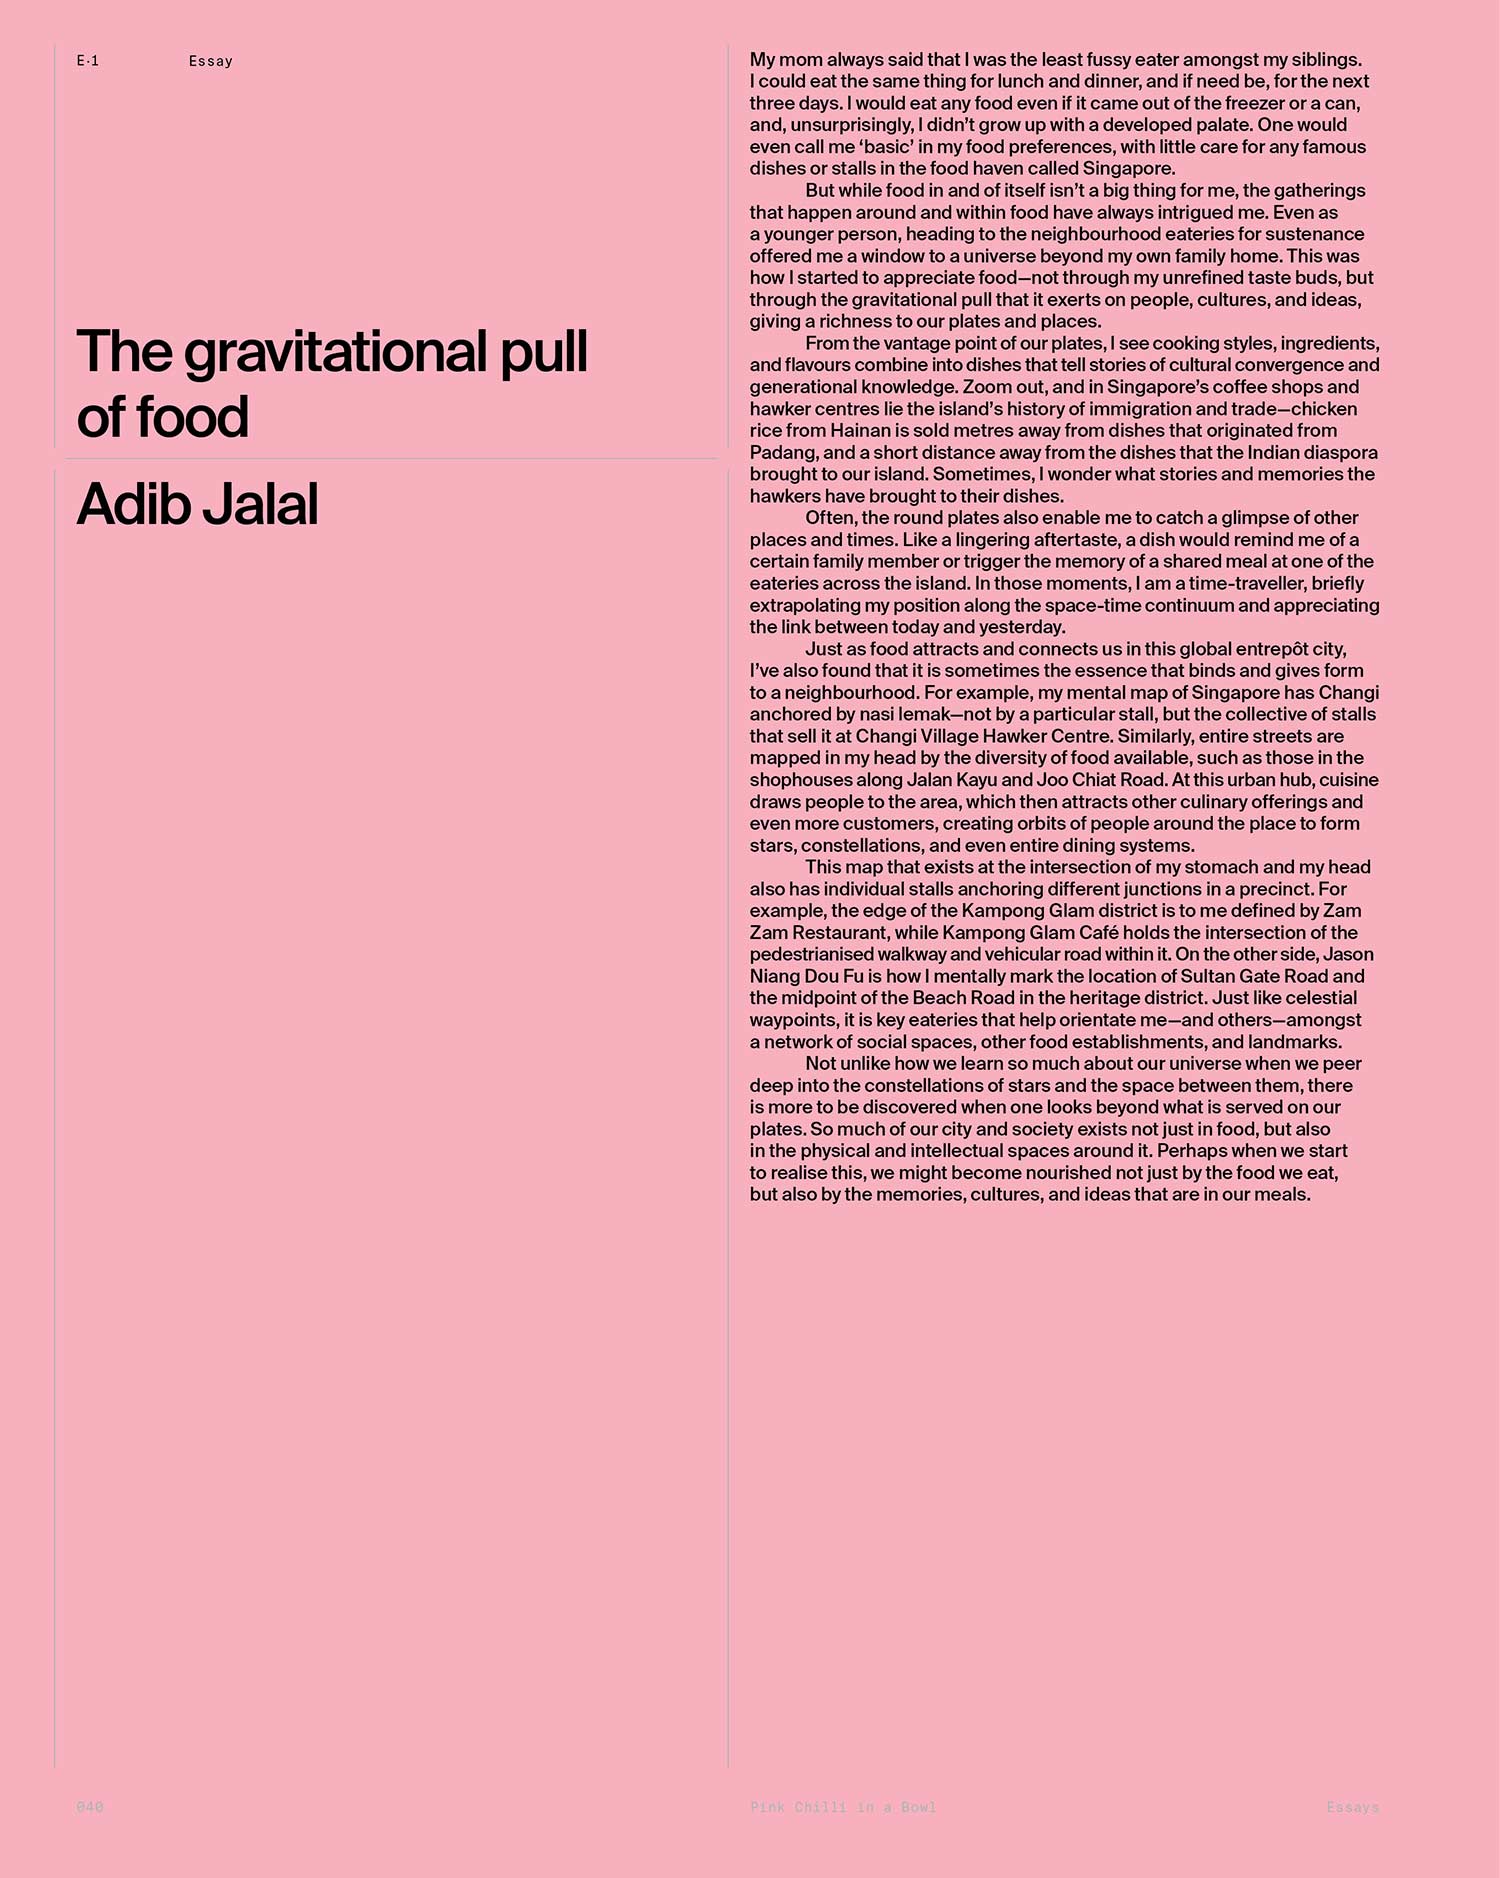 E·1 Essay
The gravitational pull
of food
Adib Jalal
My mom always said that I was the least fussy eater amongst my siblings.
I could eat the same thing for lunch and dinner, and if need be, for the next
three days. I would eat any food even if it came out of the freezer or a can,
and, unsurprisingly, I didn’t grow up with a developed palate. One would
even call me ‘basic’ in my food preferences, with little care for any famous
dishes or stalls in the food haven called Singapore.
But while food in and of itself isn’t a big thing for me, the gatherings
that happen around and within food have always intrigued me. Even as
a younger person, heading to the neighbourhood eateries for sustenance
offered me a window to a universe beyond my own family home. This was
how I started to appreciate food—not through my unrefined taste buds, but
through the gravitational pull that it exerts on people, cultures, and ideas,
giving a richness to our plates and places.
From the vantage point of our plates, I see cooking styles, ingredients,
and flavours combine into dishes that tell stories of cultural convergence and
generational knowledge. Zoom out, and in Singapore’s coffee shops and
hawker centres lie the island’s history of immigration and trade—chicken
rice from Hainan is sold metres away from dishes that originated from
Padang, and a short distance away from the dishes that the Indian diaspora
brought to our island. Sometimes, I wonder what stories and memories the
hawkers have brought to their dishes.
Often, the round plates also enable me to catch a glimpse of other
places and times. Like a lingering aftertaste, a dish would remind me of a
certain family member or trigger the memory of a shared meal at one of the
eateries across the island. In those moments, I am a time-traveller, briefly
extrapolating my position along the space-time continuum and appreciating
the link between today and yesterday.
Just as food attracts and connects us in this global entrepôt city,
I’ve also found that it is sometimes the essence that binds and gives form
to a neighbourhood. For example, my mental map of Singapore has Changi
anchored by nasi lemak—not by a particular stall, but the collective of stalls
that sell it at Changi Village Hawker Centre. Similarly, entire streets are
mapped in my head by the diversity of food available, such as those in the
shophouses along Jalan Kayu and Joo Chiat Road. At this urban hub, cuisine
draws people to the area, which then attracts other culinary offerings and
even more customers, creating orbits of people around the place to form
stars, constellations, and even entire dining systems.
This map that exists at the intersection of my stomach and my head
also has individual stalls anchoring different junctions in a precinct. For
example, the edge of the Kampong Glam district is to me defined by Zam
Zam Restaurant, while Kampong Glam Café holds the intersection of the
pedestrianised walkway and vehicular road within it. On the other side, Jason
Niang Dou Fu is how I mentally mark the location of Sultan Gate Road and
the midpoint of the Beach Road in the heritage district. Just like celestial
waypoints, it is key eateries that help orientate me—and others—amongst
a network of social spaces, other food establishments, and landmarks.
Not unlike how we learn so much about our universe when we peer
deep into the constellations of stars and the space between them, there
is more to be discovered when one looks beyond what is served on our
plates. So much of our city and society exists not just in food, but also
in the physical and intellectual spaces around it. Perhaps when we start
to realise this, we might become nourished not just by the food we eat,
but also by the memories, cultures, and ideas that are in our meals.
040 Pink Chilli in a Bowl Essays